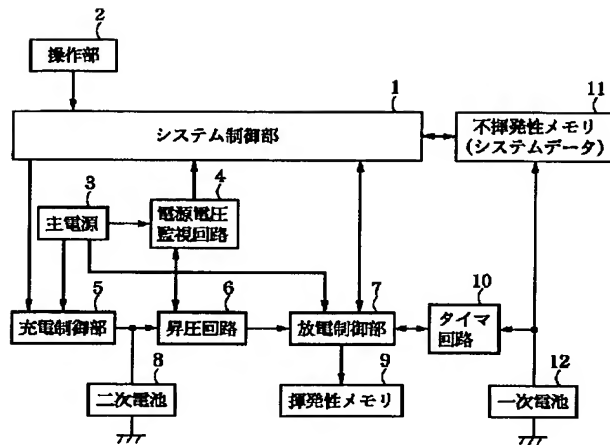 2
操作部
1
11
システム制御部
不揮発性メモリ
(システムデータ)
3
4
主電源
電源電圧
監視回路
5
6
7
10
充電制御部
昇圧回路
放電制御部
タイマ
回路
8
9
12
二次電池
揮発性メモリ
一次電池